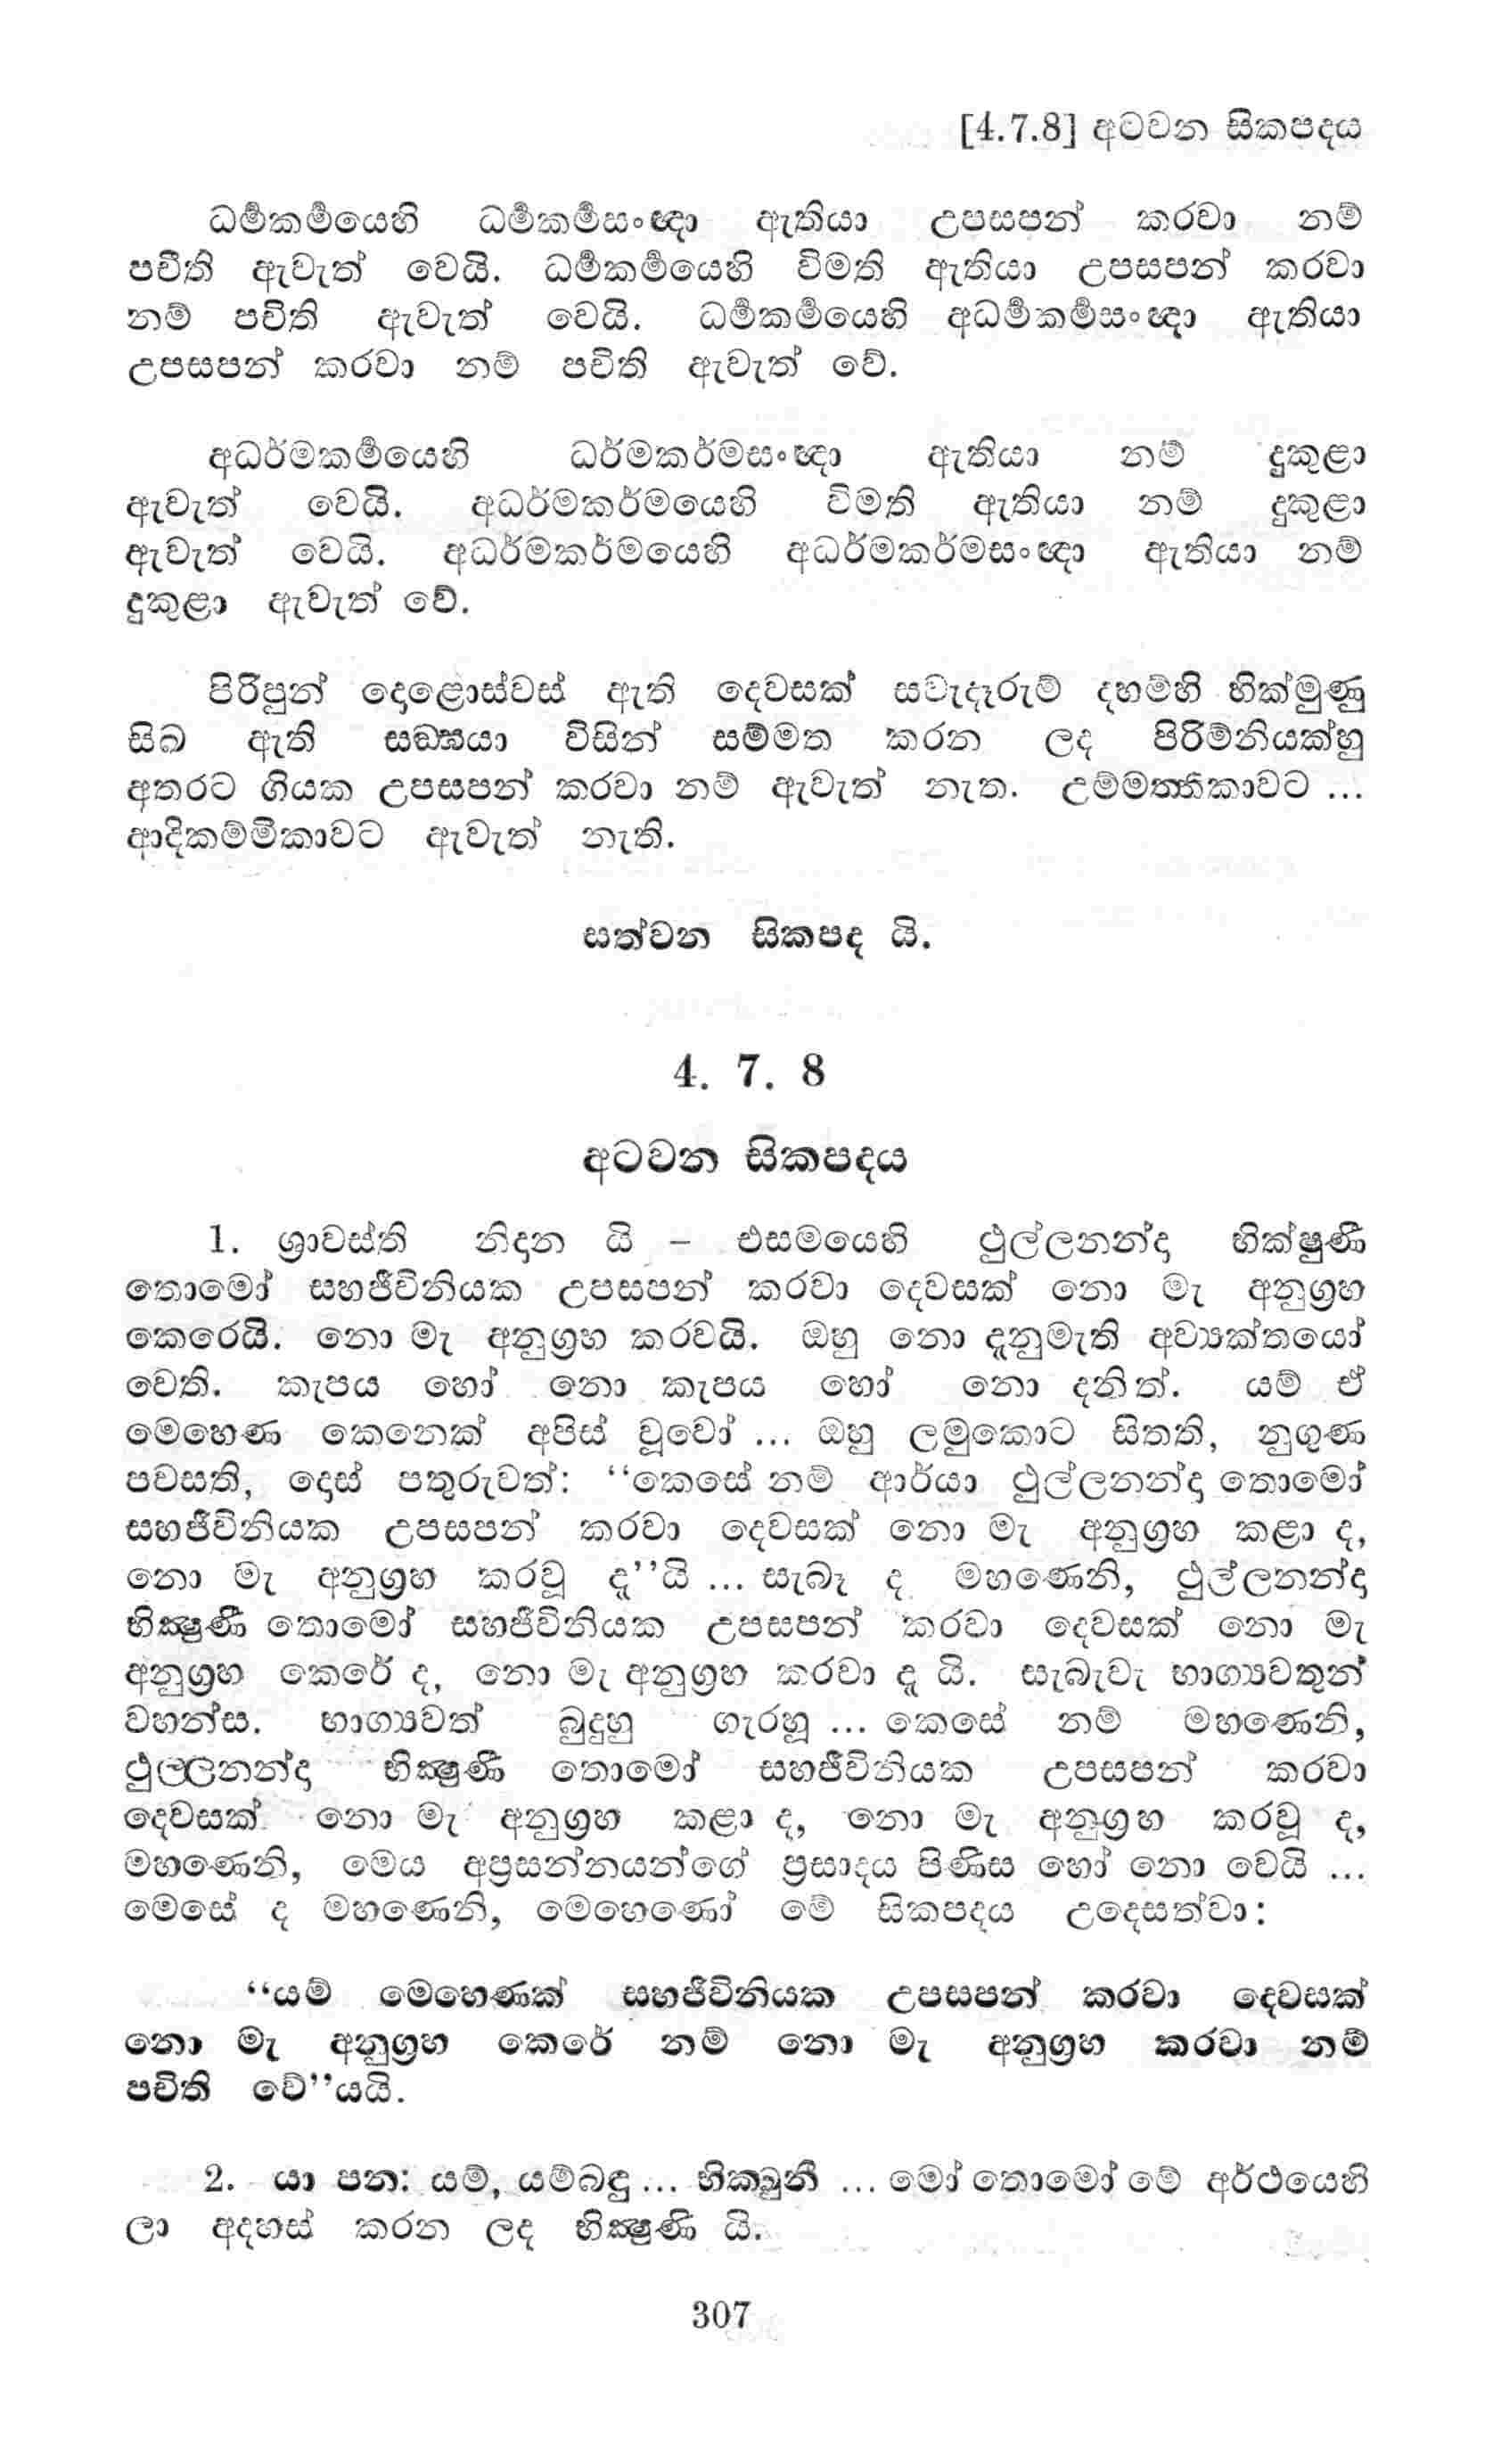 [4.7.8] අටවන සිකපදය
ධර්‍මකර්‍මයෙහි ධර්‍මකර්‍මසංඥා ඇතියා උපසපන් කරවා නම්
පචිති ඇවැත් වෙයි. ධර්‍මකර්‍මයෙහි විමති ඇතියා උපසපන් කරවා
නම් පචිති ඇවැත් වෙයි. ධර්‍මකර්‍මයෙහි අධර්‍මකර්‍මසංඥා ඇතියා
උපසපන් කරවා නම් පචිති ඇවැත් වේ.
අධර්මකර්‍මයෙහි ධර්මකර්මසංඥා ඇතියා නම් දුකුළා
ඇවැත් වෙයි. අධර්මකර්මයෙහි විමති ඇතියා නම් දුකුළා
ඇවැත් වෙයි. අධර්මකර්මයෙහි අධර්මකර්මසංඥා ඇතියා නම්
දුකුළා ඇවැත් වේ.
පිරිපුන් දොළොස්වස් ඇති දෙවසක් සවැදෑරුම් දහම්හි හික්මුණු
සිඛ ඇති සඞ්ඝයා විසින් සම්මත කරන ලද පිරිම්නියක්හු
අතරට ගියක උපසපන් කරවා නම් ඇවැත් නැත. උම්මත්තිකාවට ...
ආදිකම්මිකාවට ඇවැත් නැති.
සත්වන සිකපද යි.
4. 7. 8
අටවන සිකපදය
1. ශ්‍රාවස්ති නිදාන යි – එසමයෙහි ථුල්ලනන්දා භික්ෂුණී
තොමෝ සහජීවිනියක උපසපන් කරවා දෙවසක් නො මැ අනුග්‍රහ
කෙරෙයි. නො මැ අනුග්‍රහ කරවයි. ඔහු නො දැනුමැති අව්‍යක්තයෝ
වෙති. කැපය හෝ නො කැපය හෝ නො දනිත්. යම් ඒ
මෙහෙණ කෙනෙක් අපිස් වූවෝ ... ඔහු ලමුකොට සිතති, නුගුණ
පවසති, දොස් පතුරුවත්: “කෙසේ නම් ආර්යා ථුල්ලනන්දා තොමෝ
සහජීවිනියක උපසපන් කරවා දෙවසක් නො මැ අනුග්‍රහ කළා ද,
නො මැ අනුග්‍රහ කරවූ දැ”යි ... සැබෑ ද මහණෙනි, ථුල්ලනන්දා
භික්‍ෂුණී තොමෝ සහජීවිනියක උපසපන් කරවා දෙවසක් නො මැ
අනුග්‍රහ කෙරේ ද, නො මැ අනුග්‍රහ කරවා දැ යි. සැබැවැ භාග්‍යවතුන්
වහන්ස. භාග්‍යවත් බුදුහු ගැරහූ ... කෙසේ නම් මහණෙනි,
ථුල්ලනන්දා භික්‍ෂුණී තොමෝ සහජීවිනියක උපසපන් කරවා
දෙවසක් නො මැ අනුග්‍රහ කළා ද, නො මැ අනුග්‍රහ කරවූ ද,
මහණෙනි, මෙය අප්‍රසන්නයන්ගේ ප්‍රසාදය පිණිස හෝ නො වෙයි ...
මෙසේ ද මහණෙනි, මෙහෙණෝ මේ සිකපදය උදෙසත්වා:
“යම් මෙහෙණක් සහජීවිනියක උපසපන් කරවා දෙවසක්
නො මැ අනුග්‍රහ කෙරේ නම් නො මැ අනුග්‍රහ කරවා නම්
පචිති වේ”යයි.
2. යා පන: යම්, යම්බඳු ... භික්ඛුනී ... මෝ තොමෝ මේ අර්ථයෙහි
ලා අදහස් කරන ලද භික්‍ෂුණි යි.
307